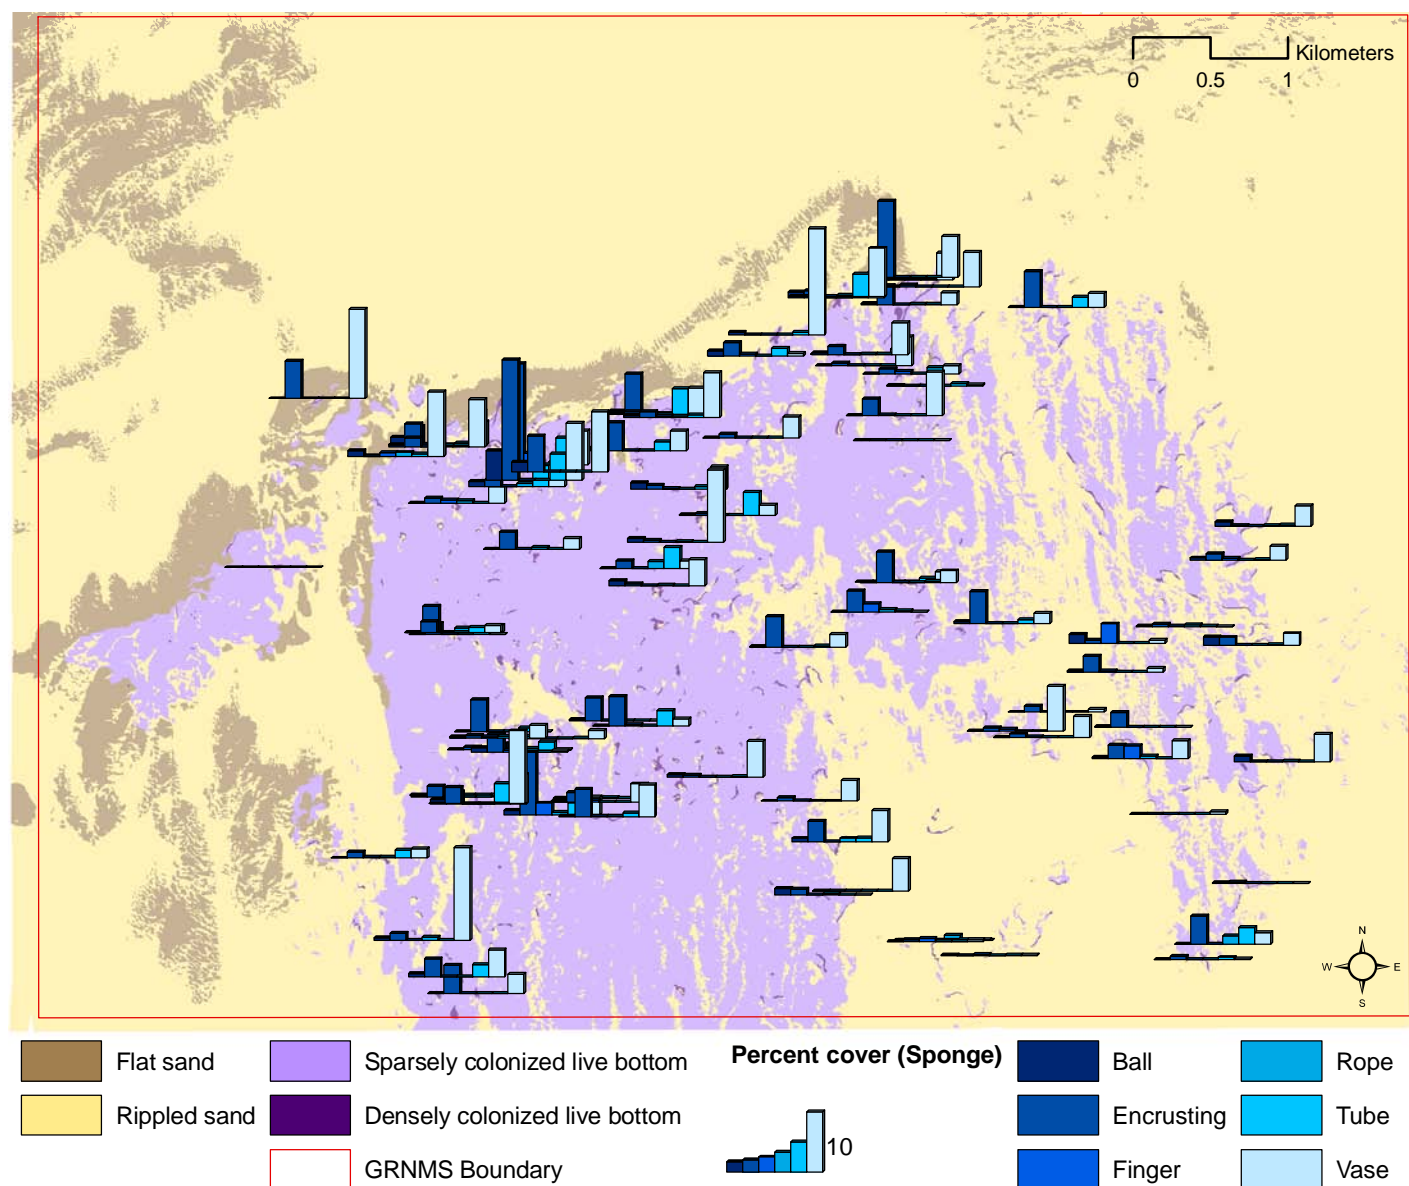 Kilometers
0 0.5 1
N
W E
S
Flat sand
Rippled sand
Sparsely colonized live bottom
Densely colonized live bottom
GRNMS Boundary
Percent cover (Sponge)
10
Ball
Encrusting
Finger
Rope
Tube
Vase